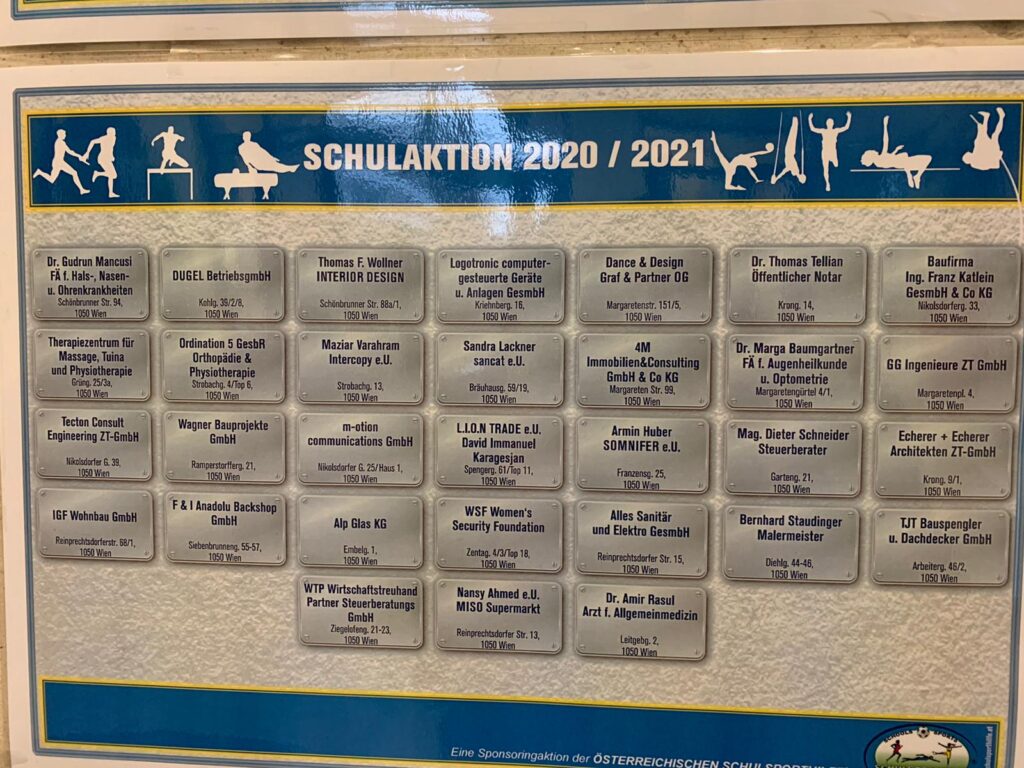 SCHULAKTION 2020 / 2021
Dr. Gudrun Mancusi
FÄ f. Hals-, Nasen-
u. Ohrenkrankheiten
Schönbrunner Str. 94,
1050 Wien
DUGEL BetriebsgmbH
Kohlg. 39/2/8,
1050 Wien
Thomas F. Wollner
INTERIOR DESIGN
Schönbrunner Str. 88a/1,
1050 Wien
Logotronic computer-
gesteuerte Geräte
u. Anlagen GesmbH
Kriehnberg. 16,
1050 Wien
Dance & Design
Graf & Partner OG
Margaretenstr. 151/5,
1050 Wien
Dr. Thomas Tellian
Öffentlicher Notar
Krong. 14,
1050 Wien
Baufirma
Ing. Franz Katlein
GesmbH & Co KG
Nikolsdorferg. 33,
1050 Wien
Therapiezentrum für
Massage, Tuina
und Physiotherapie
Grüng. 25/3a,
1050 Wien
Ordination 5 GesbR
Orthopädie &
Physiotherapie
Strobachg. 4/Top 6,
1050 Wien
Maziar Varahram
Intercopy e.U.
Strobachg. 13,
1050 Wien
Sandra Lackner
sancat e.U.
Bräuhausg. 59/19,
1050 Wien
4M
Immobilien&Consulting
GmbH & Co KG
Margareten Str. 99,
1050 Wien
Dr. Marga Baumgartner
FÄ f. Augenheilkunde
u. Optometrie
Margaretengürtel 4/1,
1050 Wien
GG Ingenieure ZT GmbH
Margaretenpl. 4,
1050 Wien
Tecton Consult
Engineering ZT-GmbH
Nikolsdorfer G. 39,
1050 Wien
Wagner Bauprojekte
GmbH
Ramperstorfferg. 21,
1050 Wien
m-otion
communications GmbH
Nikolsdorfer G. 25/Haus 1,
1050 Wien
L.I.O.N TRADE e.U.
David Immanuel
Karagesjan
Spengerg. 61/Top 11,
1050 Wien
Armin Huber
SOMNIFER e.U.
Franzensg. 25,
1050 Wien
Mag. Dieter Schneider
Steuerberater
Garteng. 21,
1050 Wien
Echerer + Echerer
Architekten ZT-GmbH
Krong. 9/1,
1050 Wien
IGF Wohnbau GmbH
Reinprechtsdorferstr. 68/1,
1050 Wien
F & I Anadolu Backshop
GmbH
Siebenbrunneng. 55-57,
1050 Wien
Alp Glas KG
Embelg. 1,
1050 Wien
WSF Women's
Security Foundation
Zentag. 4/3/Top 18,
1050 Wien
Alles Sanitär
und Elektro GesmbH
Reinprechtsdorfer Str. 15,
1050 Wien
Bernhard Staudinger
Malermeister
Diehlg. 44-46,
1050 Wien
TJT Bauspengler
u. Dachdecker GmbH
Arbeiterg. 46/2,
1050 Wien
WTP Wirtschaftstreuhand
Partner Steuerberatungs
GmbH
Ziegelofeng. 21-23,
1050 Wien
Nansy Ahmed e.U.
MISO Supermarkt
Reinprechtsdorfer Str. 13,
1050 Wien
Dr. Amir Rasul
Arzt f. Allgemeinmedizin
Leitgebg. 2,
1050 Wien
Eine Sponsoringaktion der ÖSTERREICHISCHEN
SCHOOLS SPORTS